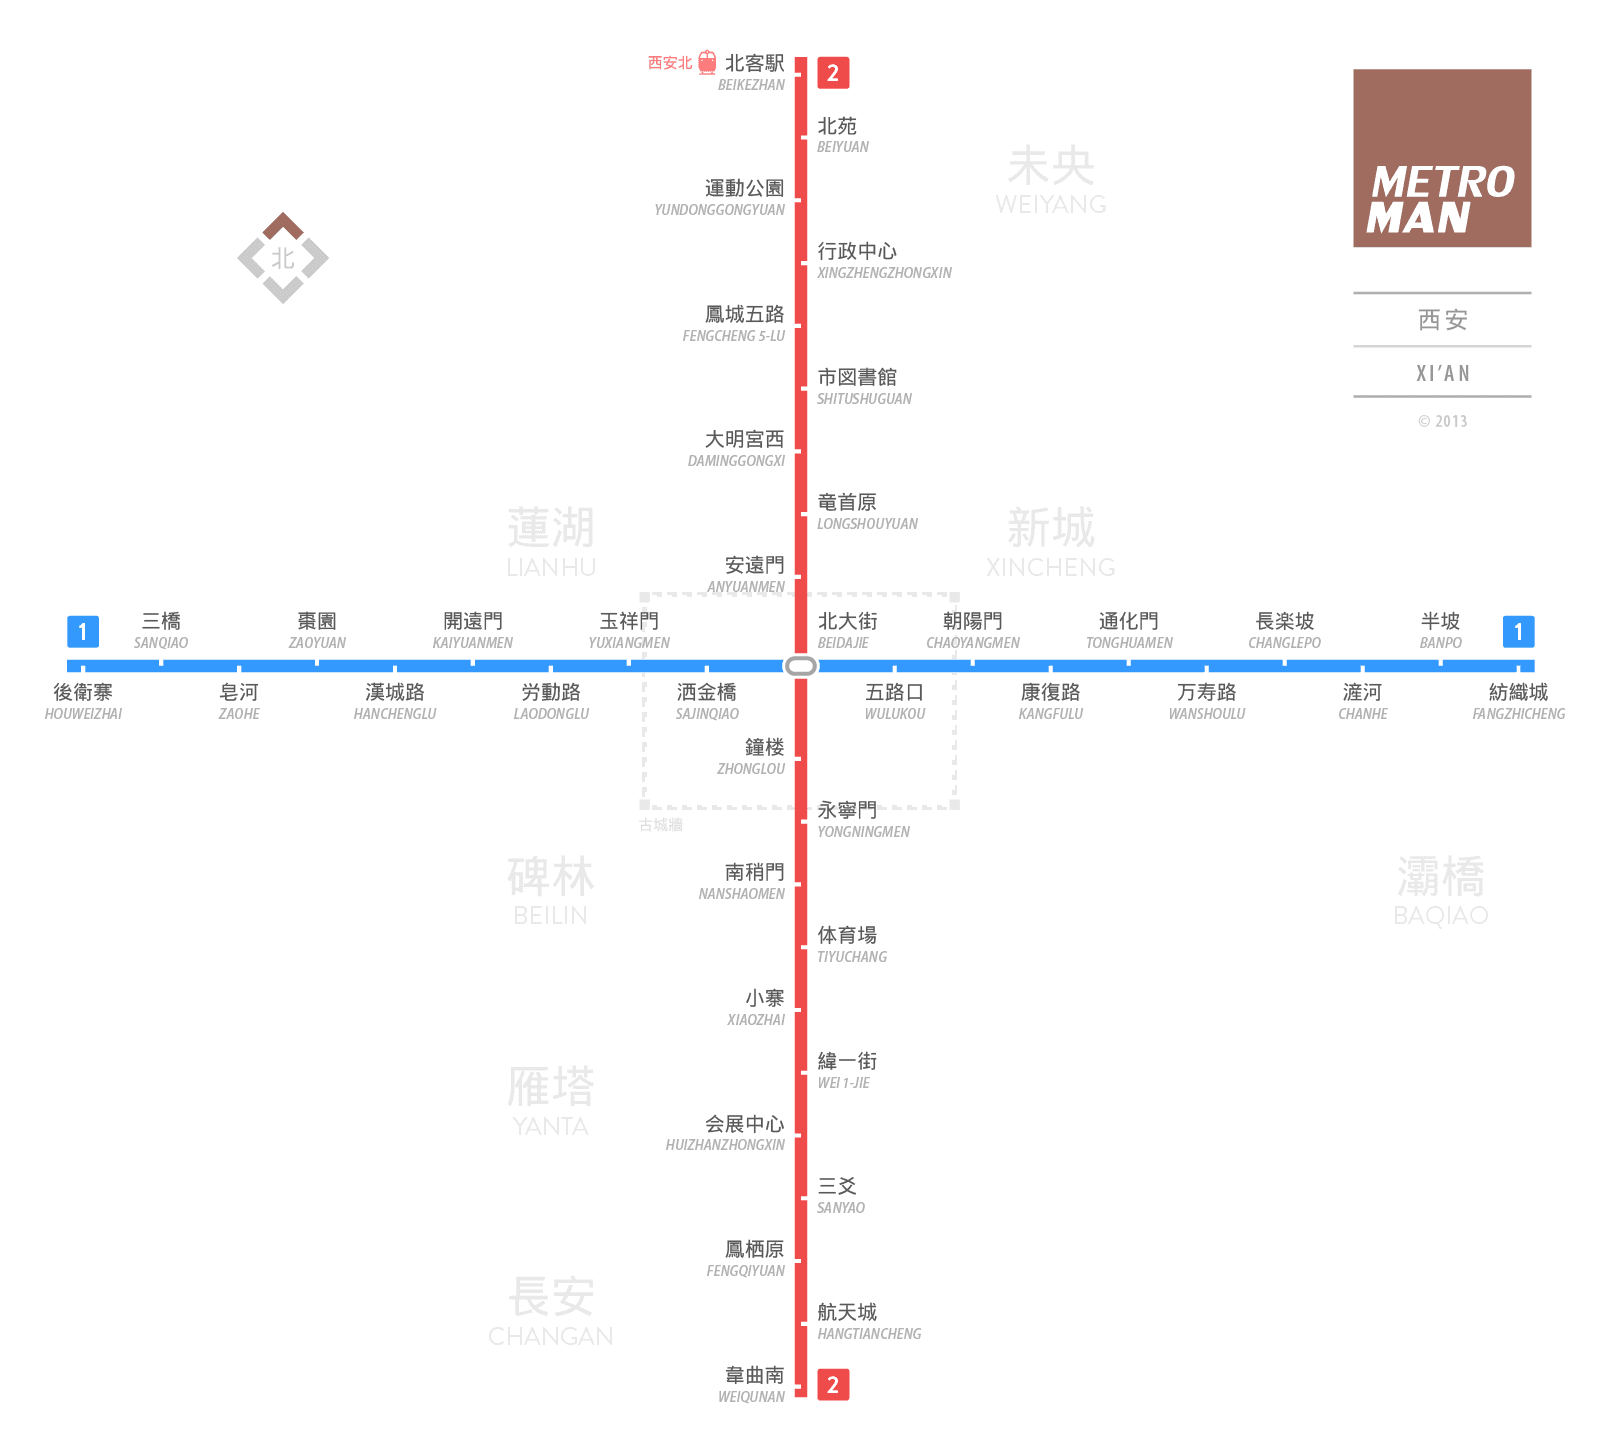 西安北
北客駅
BEIKEZHAN
2
北苑
BEIYUAN
運動公園
YUNDONGGONGYUAN
行政中心
XINGZHENGZHONGXIN
鳳城五路
FENGCHENG 5-LU
市図書館
SHITUSHUGUAN
大明宮西
DAMINGGONGXI
竜首原
LONGSHOUYUAN
安遠門
ANYUANMEN
未央
WEIYANG
北
METRO
MAN
西安
XI'AN
© 2013
蓮湖
LIANHU
新城
XINCHENG
1
三橋
SANQIAO
棗園
ZAOYUAN
開遠門
KAIYUANMEN
玉祥門
YUXIANGMEN
北大街
BEIDAJIE
朝陽門
CHAOYANGMEN
通化門
TONGHUAMEN
長楽坡
CHANGLEPO
半坡
BANPO
1
後衛寨
HOUWEIZHAI
皂河
ZAOHE
漢城路
HANCHENGLU
労動路
LAODONGLU
洒金橋
SAJINQIAO
五路口
WULUKOU
康復路
KANGFULU
万寿路
WANSHOULU
滻河
CHANHE
紡織城
FANGZHICHENG
鐘楼
ZHONGLOU
永寧門
YONGNINGMEN
古城牆
南稍門
NANSHAOMEN
碑林
BEILIN
灞橋
BAQIAO
体育場
TIYUCHANG
小寨
XIAOZHAI
緯一街
WEI 1-JIE
雁塔
YANTA
会展中心
HUIZHANZHONGXIN
三爻
SANYAO
鳳栖原
FENGQIYUAN
長安
CHANGAN
航天城
HANGTIANCHENG
韋曲南
WEIQUNAN
2